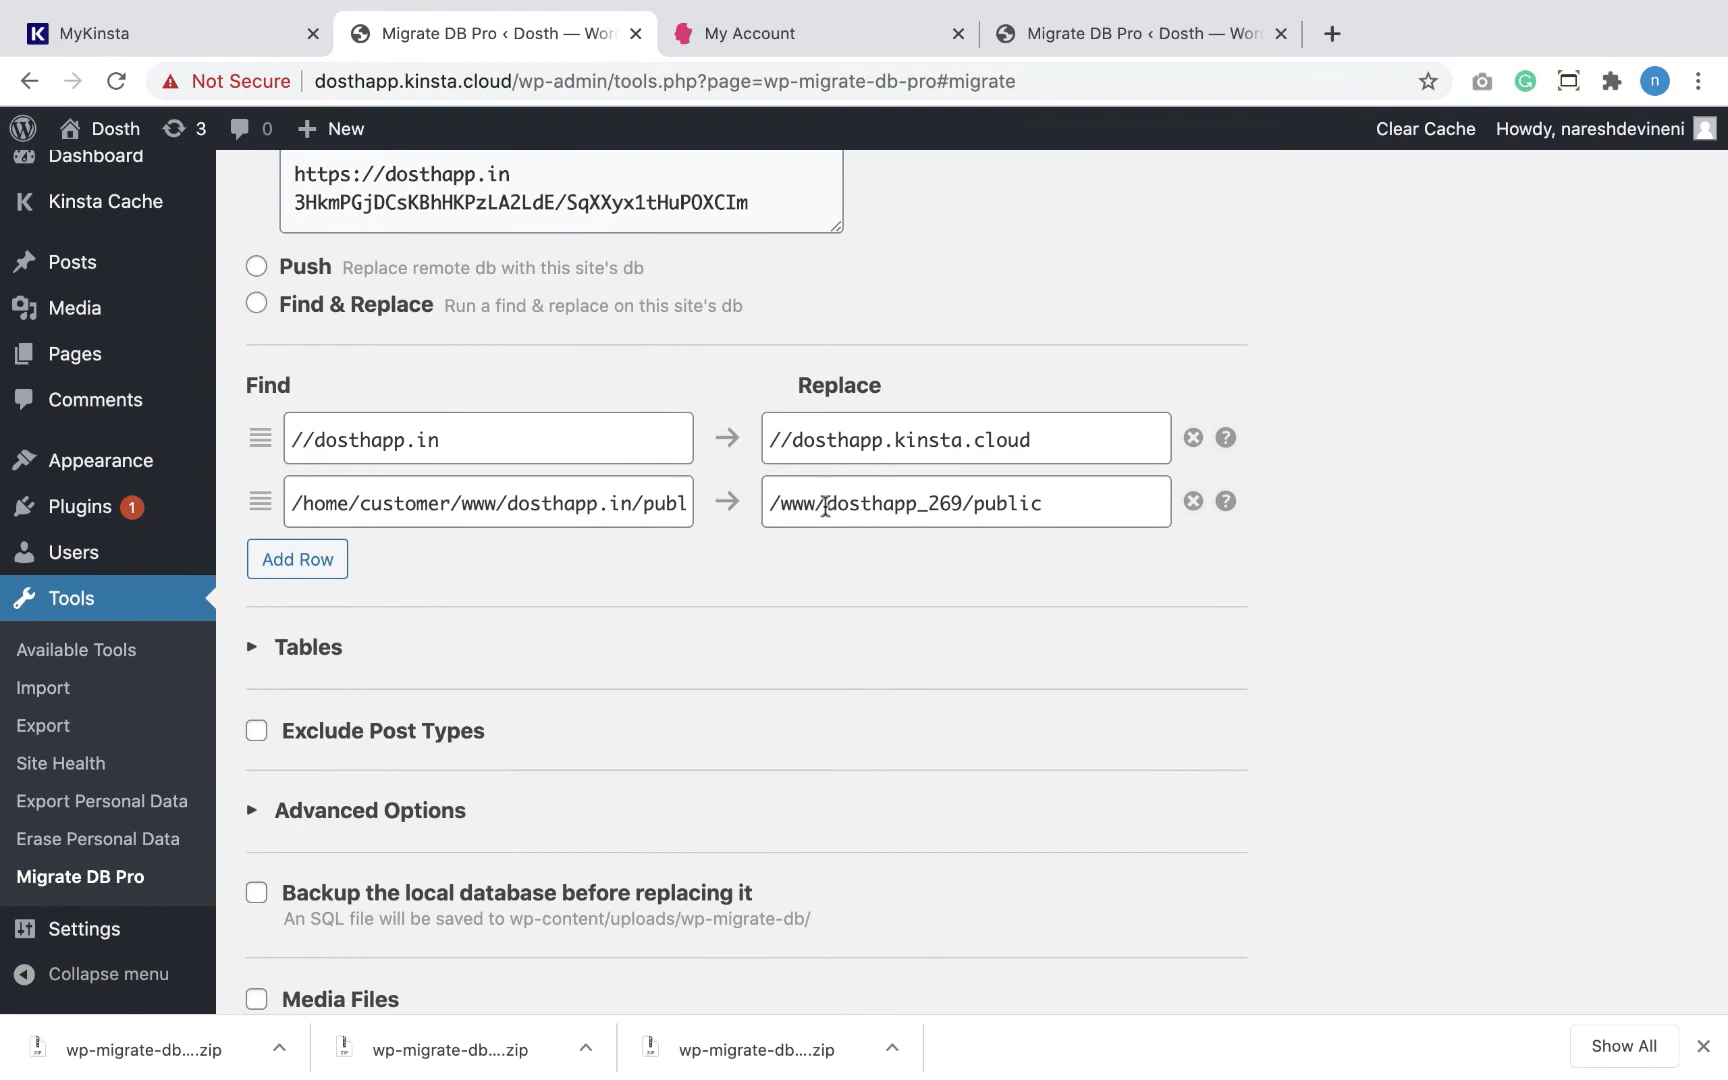 MyKinsta
Migrate DB Pro ‹ Dosth — Wor
My Account
Migrate DB Pro ‹ Dosth — Wor
Not Secure
dosthapp.kinsta.cloud/wp-admin/tools.php?page=wp-migrate-db-pro#migrate
n
Dosth
3
0
New
Clear Cache
Howdy, nareshdevineni
Dashboard
Kinsta Cache
Posts
Media
Pages
Comments
Appearance
Plugins 1
Users
Tools
Available Tools
Import
Export
Site Health
Export Personal Data
Erase Personal Data
Migrate DB Pro
Settings
Collapse menu
https://dosthapp.in
3HkmPGjDCsKBhHKPzLA2LdE/SqXXyx1tHuPOXCIm
Push Replace remote db with this site's db
Find & Replace Run a find & replace on this site's db
Find
Replace
//dosthapp.in
//dosthapp.kinsta.cloud
/home/customer/www/dosthapp.in/publ
/www/dosthapp_269/public
Add Row
Tables
Exclude Post Types
Advanced Options
Backup the local database before replacing it
An SQL file will be saved to wp-content/uploads/wp-migrate-db/
Media Files
wp-migrate-db....zip
wp-migrate-db....zip
wp-migrate-db....zip
Show All